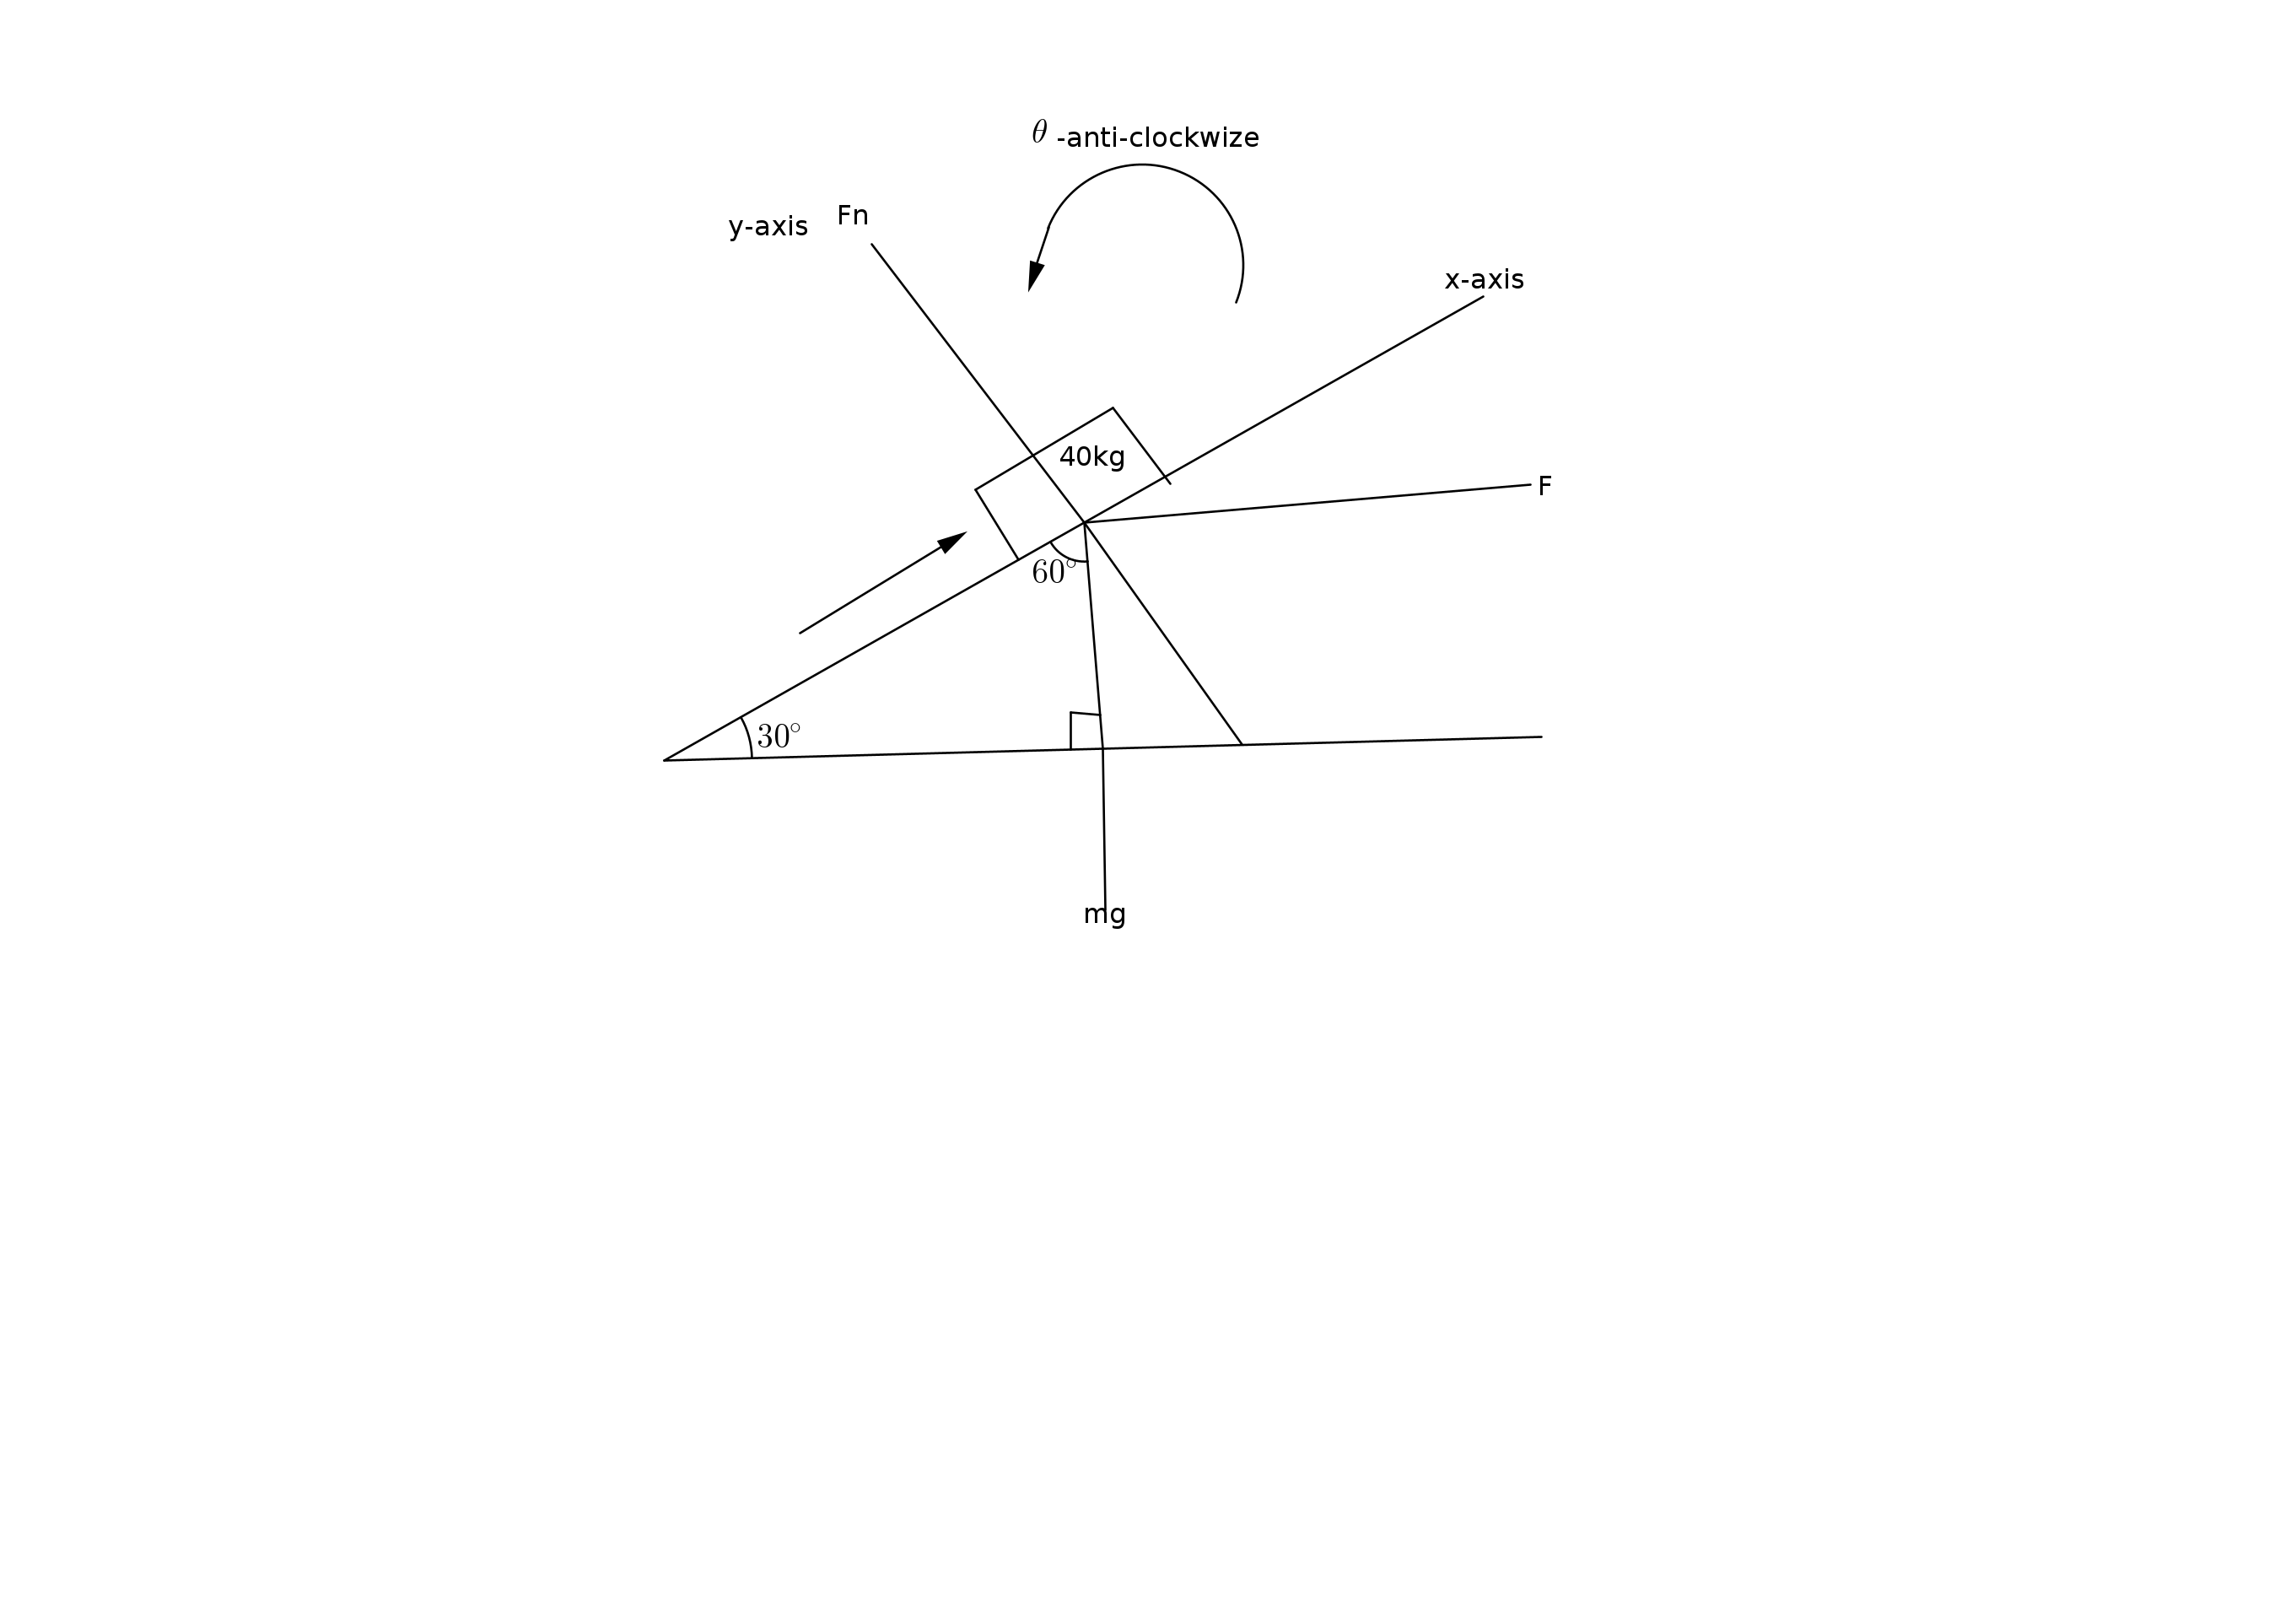 θ -anti-clockwize
y-axis Fn
x-axis
40kg
F
60°
30°
mg